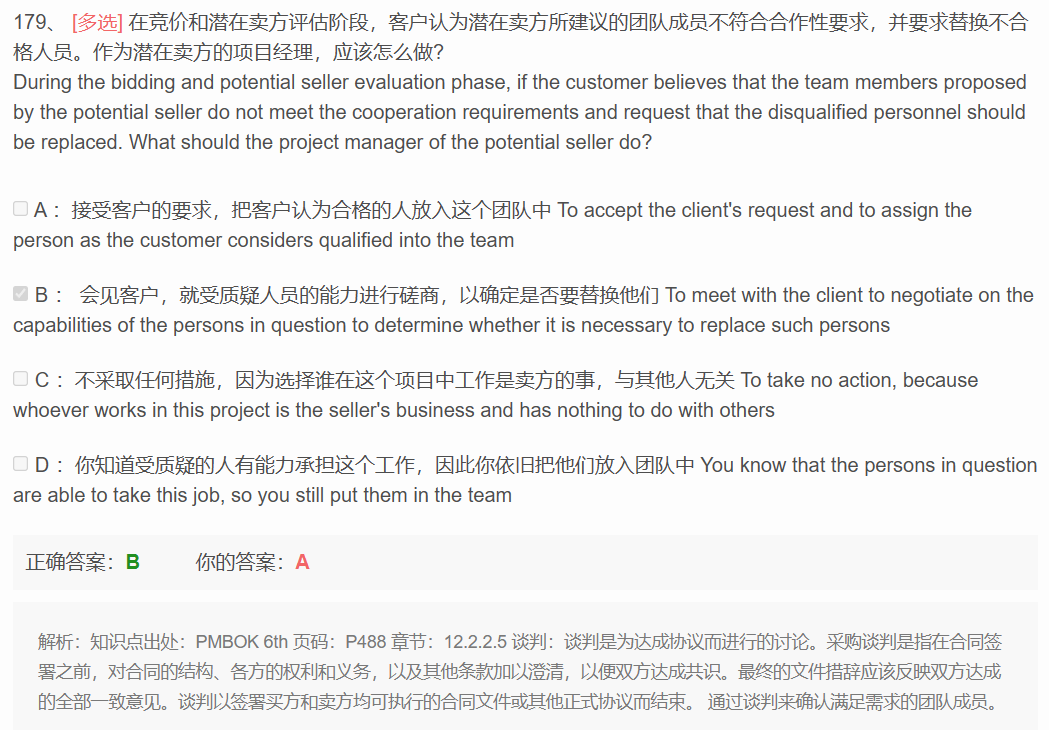 179、 [多选] 在竞价和潜在卖方评估阶段，客户认为潜在卖方所建议的团队成员不符合合作性要求，并要求替换不合
格人员。作为潜在卖方的项目经理，应该怎么做?
During the bidding and potential seller evaluation phase, if the customer believes that the team members proposed
by the potential seller do not meet the cooperation requirements and request that the disqualified personnel should
be replaced. What should the project manager of the potential seller do?
A： 接受客户的要求，把客户认为合格的人放入这个团队中 To accept the client's request and to assign the
person as the customer considers qualified into the team
B： 会见客户，就受质疑人员的能力进行磋商，以确定是否要替换他们 To meet with the client to negotiate on the
capabilities of the persons in question to determine whether it is necessary to replace such persons
C： 不采取任何措施，因为选择谁在这个项目中工作是卖方的事，与其他人无关 To take no action, because
whoever works in this project is the seller's business and has nothing to do with others
D： 你知道受质疑的人有能力承担这个工作，因此你依旧把他们放入团队中 You know that the persons in question
are able to take this job, so you still put them in the team
正确答案：B 你的答案：A
解析：知识点出处：PMBOK 6th 页码：P488 章节：12.2.2.5 谈判：谈判是为达成协议而进行的讨论。采购谈判是指在合同签
署之前，对合同的结构、各方的权利和义务，以及其他条款加以澄清，以便双方达成共识。最终的文件措辞应该反映双方达成
的全部一致意见。谈判以签署买方和卖方均可执行的合同文件或其他正式协议而结束。 通过谈判来确认满足需求的团队成员。